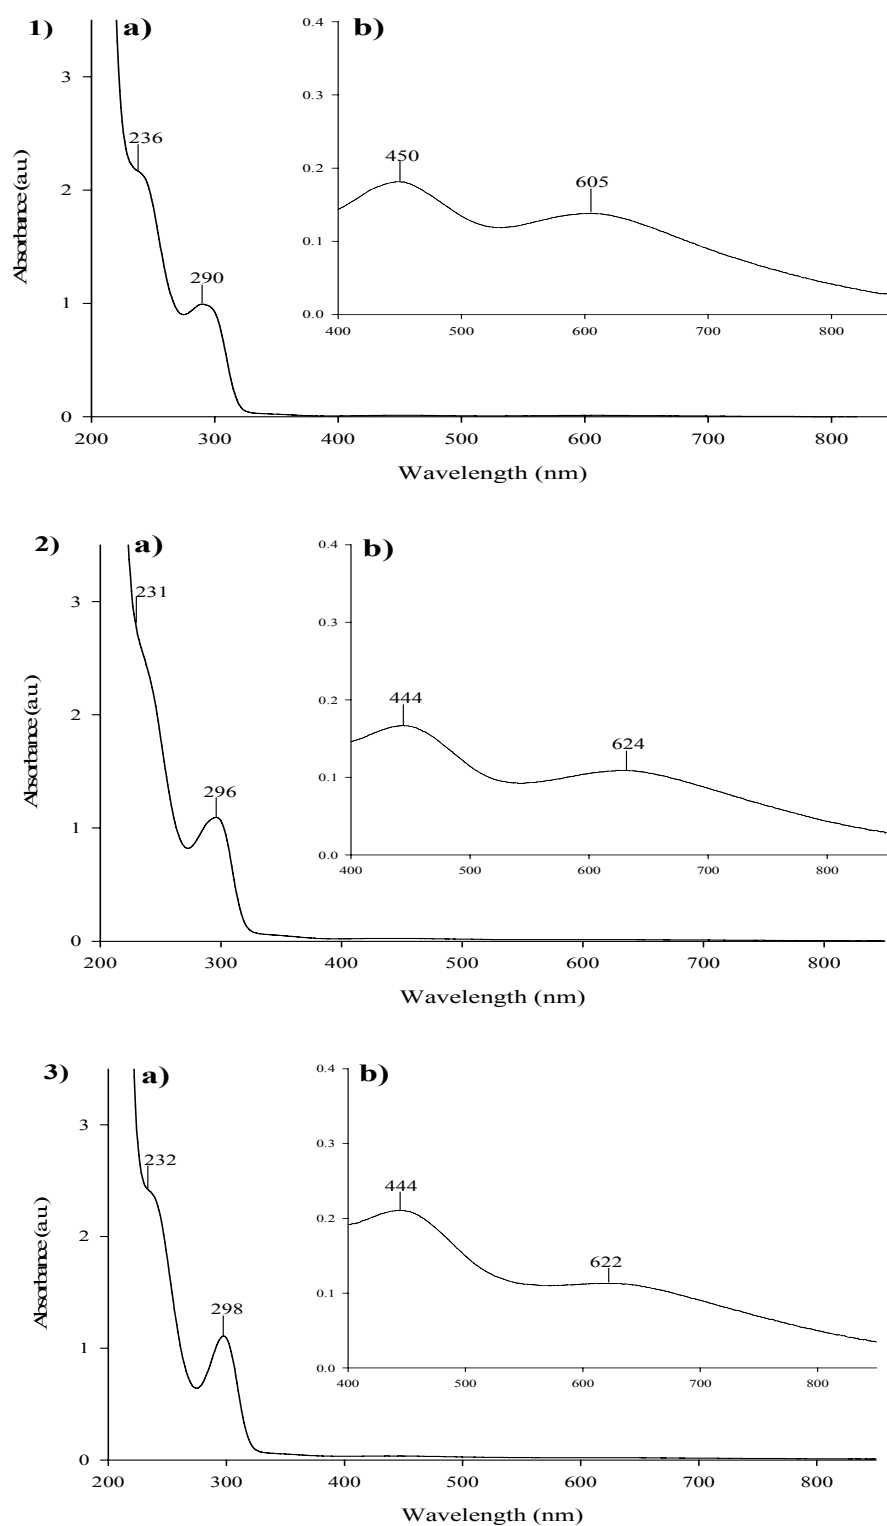 1) a) b)
0.4
3
0.3
236
450
0.2
605
2
0.1
290
1
0.0
400 500 600 700 800
0
200 300 400 500 600 700 800
Absorbance (a.u.)
Wavelength (nm)
2) a) b)
0.4
3
231
0.3
444
0.2
624
2
0.1
296
1
0.0
400 500 600 700 800
0
200 300 400 500 600 700 800
Absorbance (a.u.)
Wavelength (nm)
3) a) b)
0.4
3
0.3
232
444
0.2
622
2
0.1
298
1
0.0
400 500 600 700 800
0
200 300 400 500 600 700 800
Absorbance (a.u.)
Wavelength (nm)